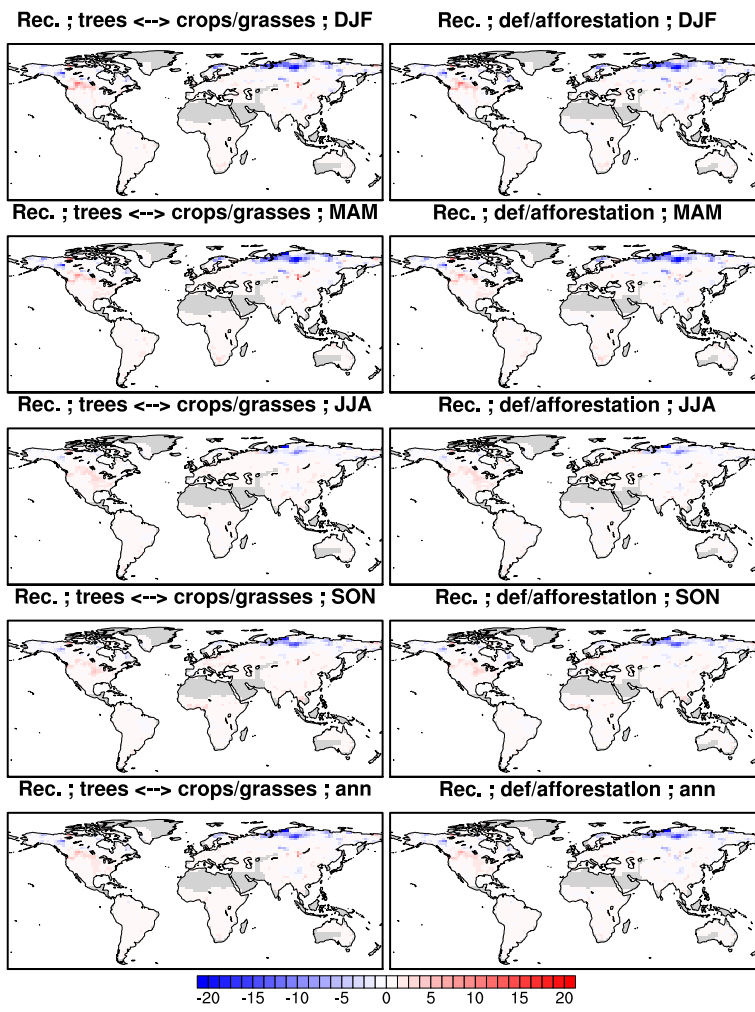 Rec. ; trees <--> crops/grasses ; DJF
Rec. ; def/afforestation ; DJF
Rec. ; trees <--> crops/grasses ; MAM
Rec. ; def/afforestation ; MAM
Rec. ; trees <--> crops/grasses ; JJA
Rec. ; def/afforestation ; JJA
Rec. ; trees <--> crops/grasses ; SON
Rec. ; def/afforestation ; SON
Rec. ; trees <--> crops/grasses ; ann
Rec. ; def/afforestation ; ann
-20 -15 -10 -5 0 5 10 15 20